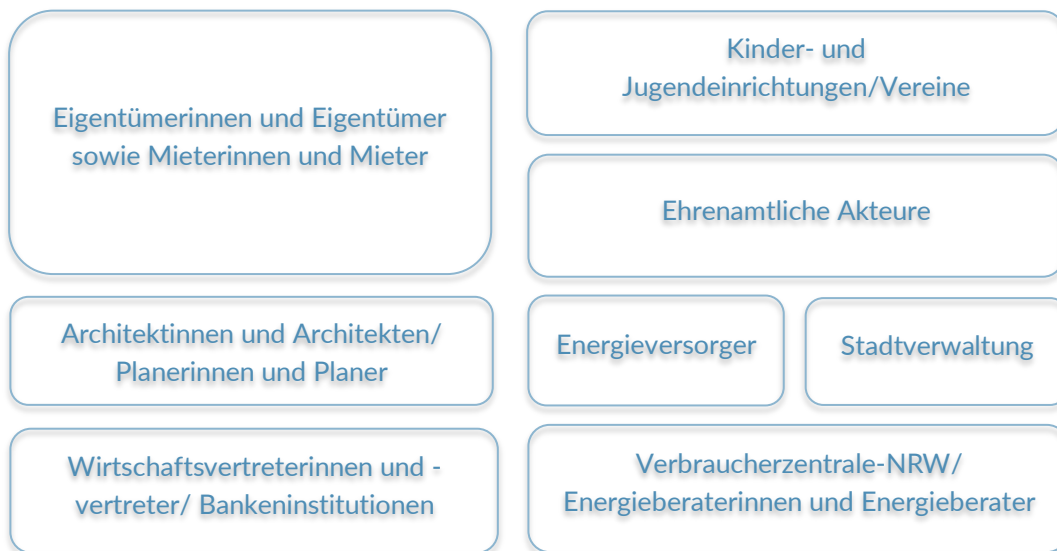 Eigentümerinnen und Eigentümer
sowie Mieterinnen und Mieter
Kinder- und
Jugendeinrichtungen/Vereine
Ehrenamtliche Akteure
Architektinnen und Architekten/
Planerinnen und Planer
Energieversorger
Stadtverwaltung
Wirtschaftsvertreterinnen und -
vertreter/ Bankeninstitutionen
Verbraucherzentrale-NRW/
Energieberaterinnen und Energieberater